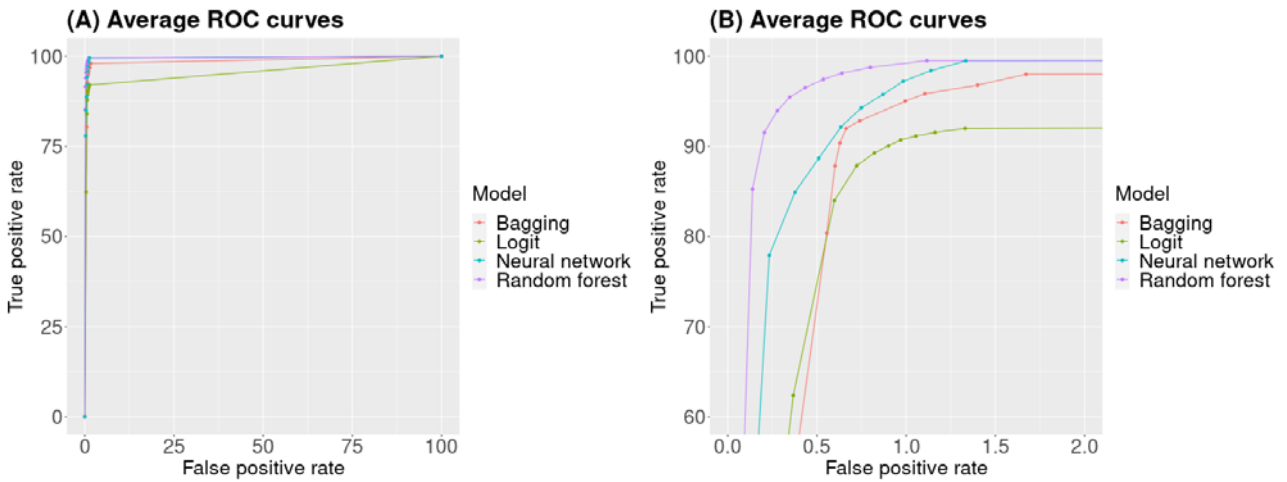 (A) Average ROC curves
100
75
50
25
0
True positive rate
0 25 50 75 100
False positive rate
Model
Bagging
Logit
Neural network
Random forest
(B) Average ROC curves
100
90
80
70
60
True positive rate
0.0 0.5 1.0 1.5 2.0
False positive rate
Model
Bagging
Logit
Neural network
Random forest